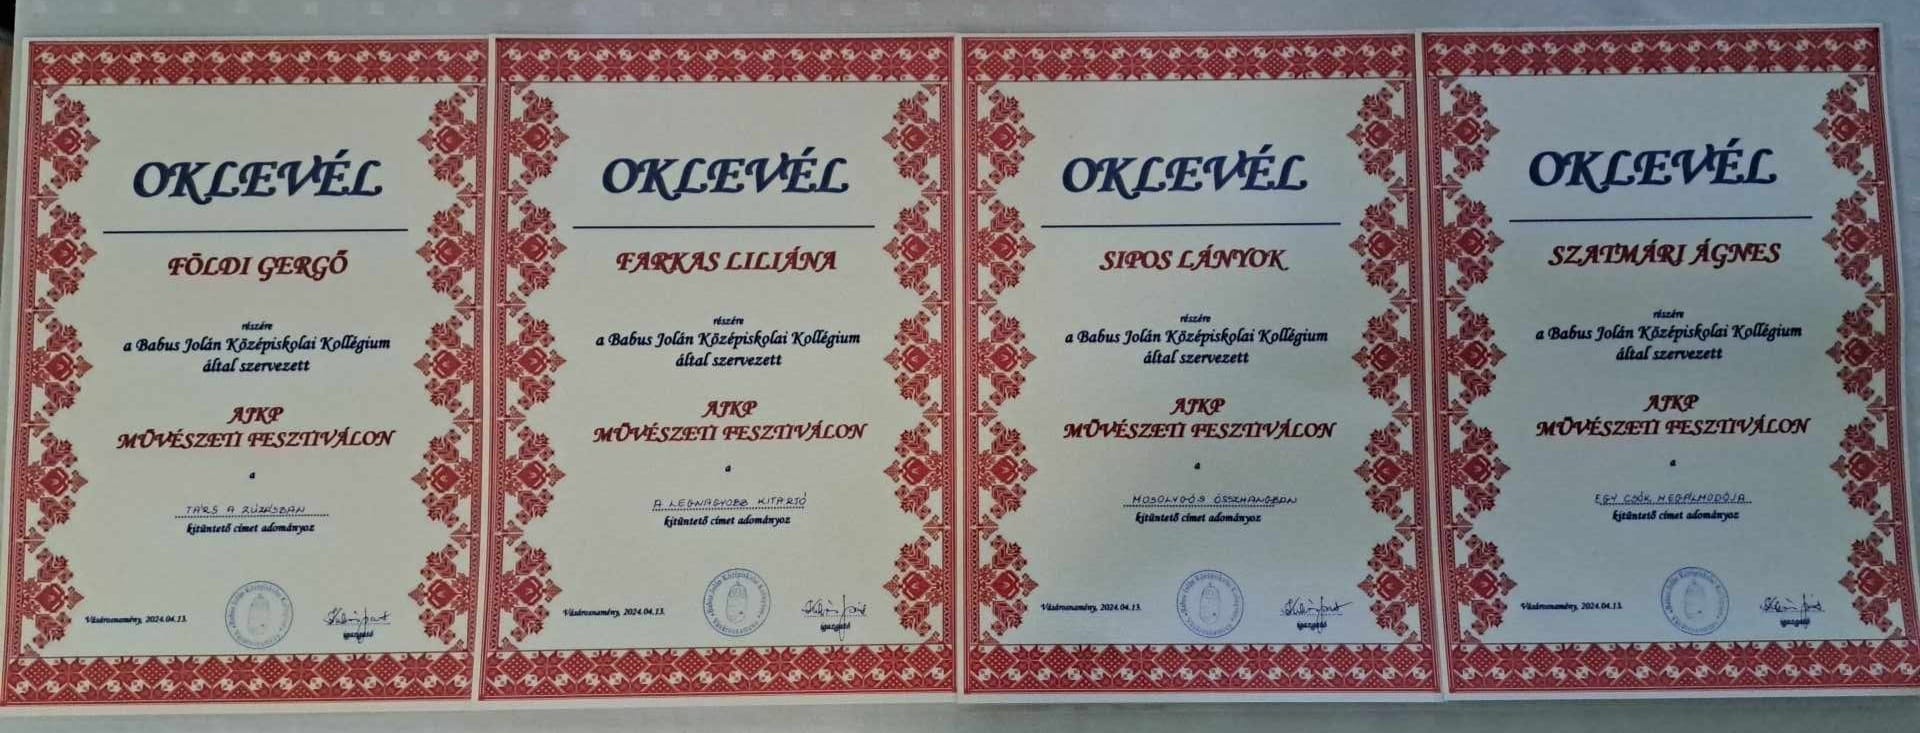 OKLEVÉL
FÖLDI GERGŐ
részére
a Babus Jolán Középiskolai Kollégium
által szervezett
AJKP
MŰVÉSZETI FESZTIVÁLON
a
TÁRS A ZÚZÁSBAN
kitüntető címet adományoz
Vásárosnamény, 2024.04.13.
igazgató
OKLEVÉL
FARKAS LILIÁNA
részére
a Babus Jolán Középiskolai Kollégium
által szervezett
AJKP
MŰVÉSZETI FESZTIVÁLON
a
A LEGNAGYOBB KITARTÓ
kitüntető címet adományoz
Vásárosnamény, 2024.04.13.
igazgató
OKLEVÉL
SIPOS LÁNYOK
részére
a Babus Jolán Középiskolai Kollégium
által szervezett
AJKP
MŰVÉSZETI FESZTIVÁLON
a
MOSOLYGÓS ÖSSZHANGBAN
kitüntető címet adományoz
Vásárosnamény, 2024.04.13.
igazgató
OKLEVÉL
SZATMÁRI ÁGNES
részére
a Babus Jolán Középiskolai Kollégium
által szervezett
AJKP
MŰVÉSZETI FESZTIVÁLON
a
EGY CSÓK MEGÁLMODÓJA
kitüntető címet adományoz
Vásárosnamény, 2024.04.13.
igazgató